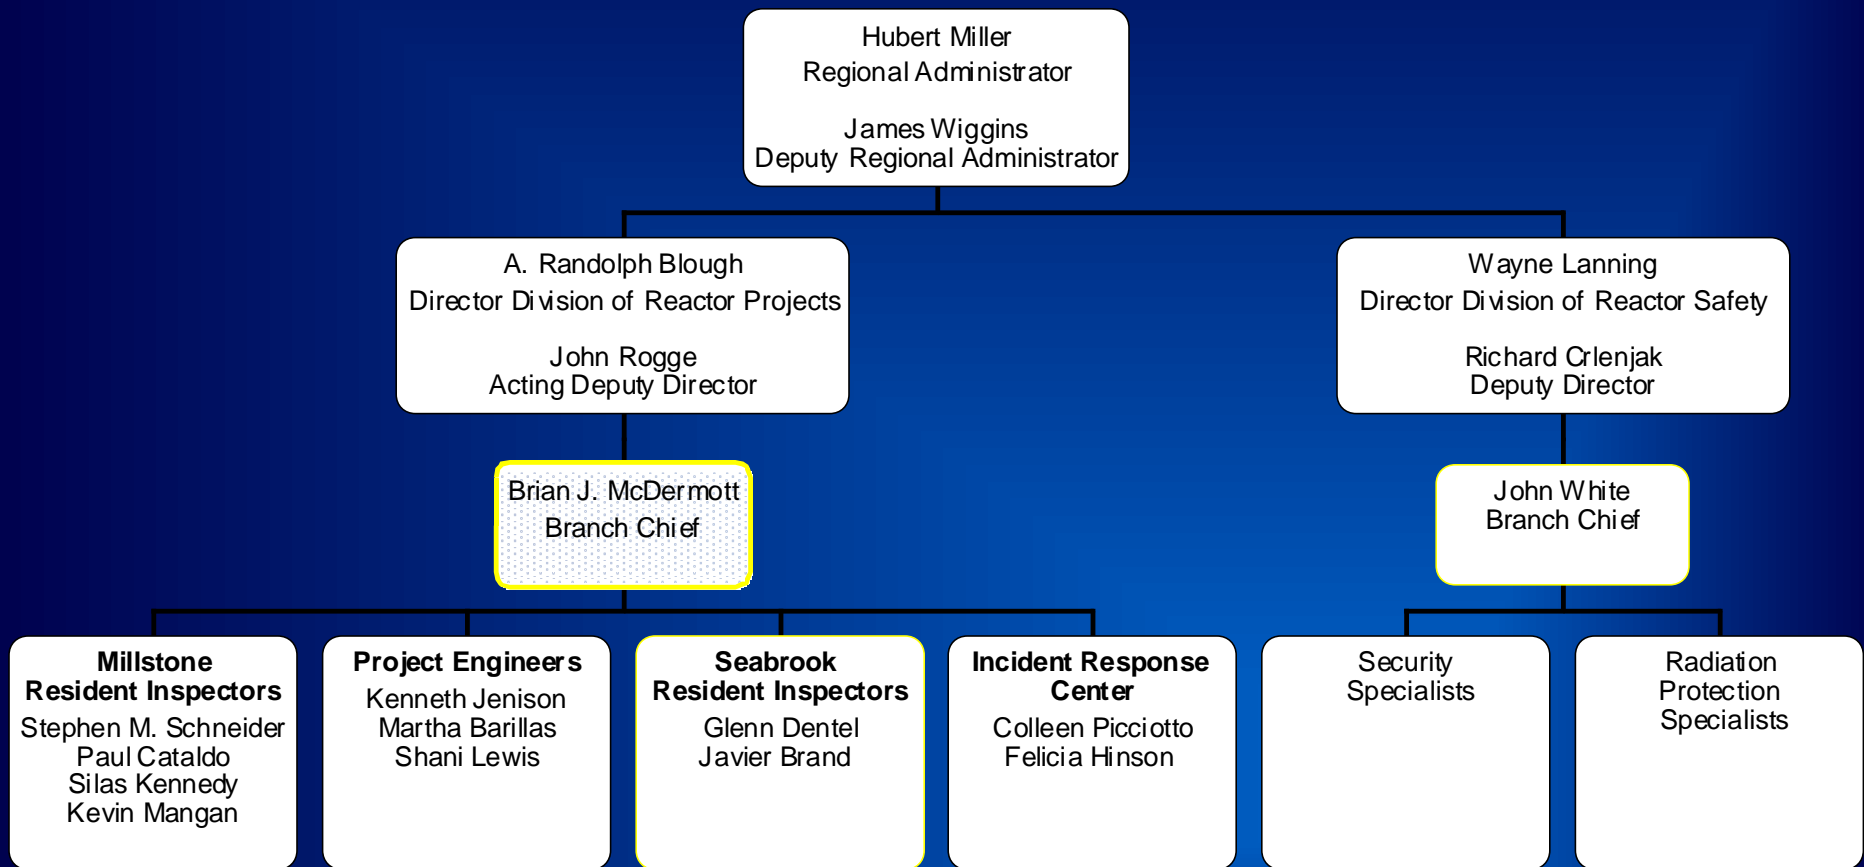 Hubert Miller
Regional Administrator
James Wiggins
Deputy Regional Administrator
A. Randolph Blough
Director Division of Reactor Projects
John Rogge
Acting Deputy Director
Wayne Lanning
Director Division of Reactor Safety
Richard Crlenjak
Deputy Director
Brian J. McDermott
Branch Chief
John White
Branch Chief
Millstone
Resident Inspectors
Stephen M. Schneider
Paul Cataldo
Silas Kennedy
Kevin Mangan
Project Engineers
Kenneth Jenison
Martha Barillas
Shani Lewis
Seabrook
Resident Inspectors
Glenn Dentel
Javier Brand
Incident Response
Center
Colleen Picciotto
Felicia Hinson
Security
Specialists
Radiation
Protection
Specialists